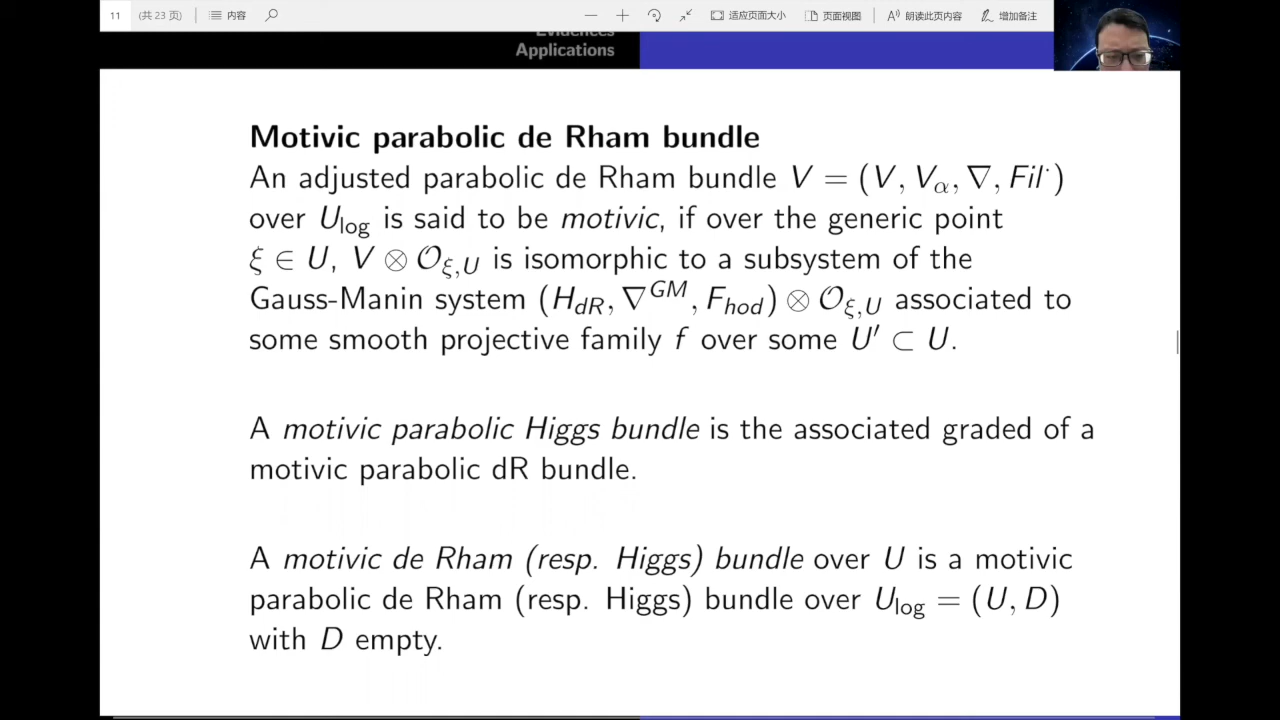 11 (共 23 页) 内容 适应页面大小 页面视图 朗读此页内容 增加备注
Evidences
Applications
Motivic parabolic de Rham bundle
An adjusted parabolic de Rham bundle V = (V, V_α, ∇, Fil^·)
over U_log is said to be motivic, if over the generic point
ξ ∈ U, V ⊗ 𝒪_{ξ,U} is isomorphic to a subsystem of the
Gauss-Manin system (H_{dR}, ∇^{GM}, F_{hod}) ⊗ 𝒪_{ξ,U} associated to
some smooth projective family f over some U′ ⊂ U.
A motivic parabolic Higgs bundle is the associated graded of a
motivic parabolic dR bundle.
A motivic de Rham (resp. Higgs) bundle over U is a motivic
parabolic de Rham (resp. Higgs) bundle over U_log = (U, D)
with D empty.